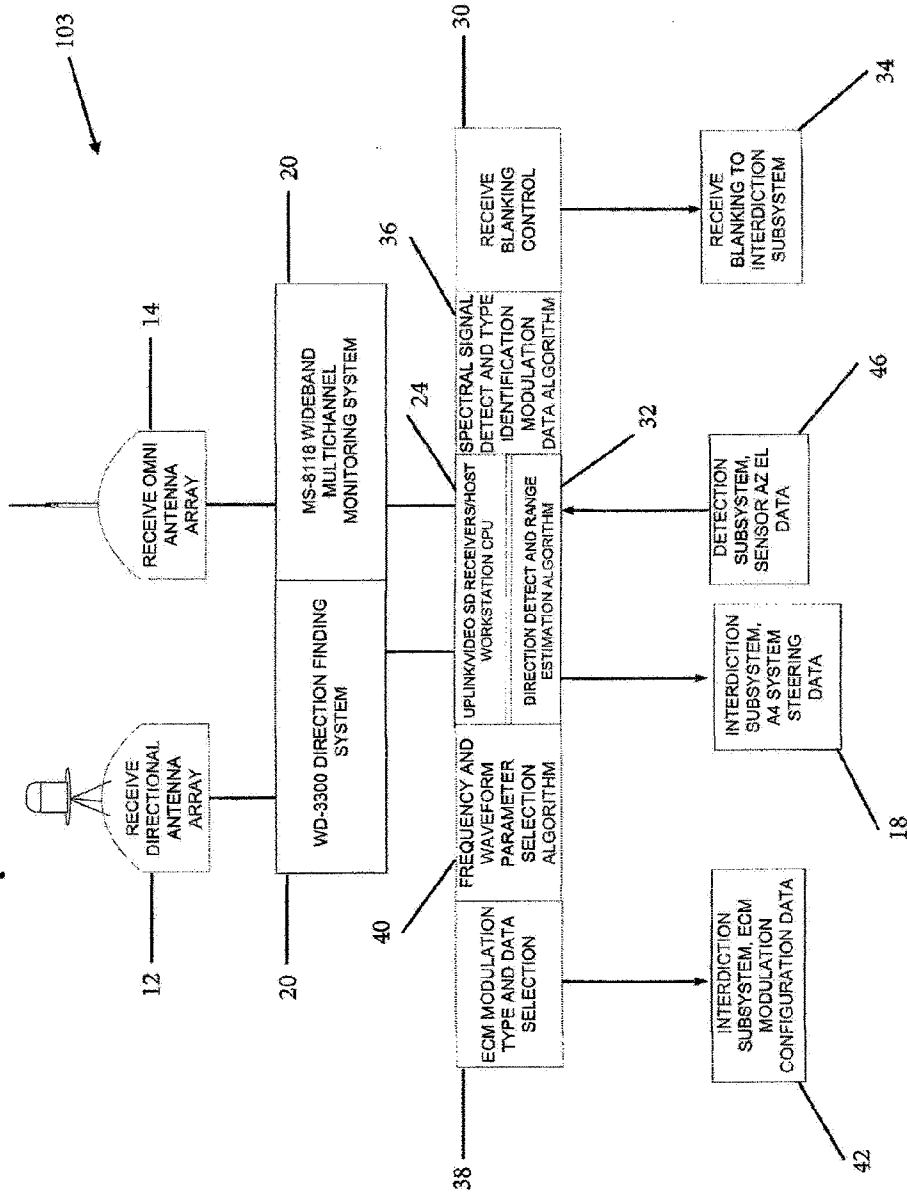 103
12
RECEIVE
DIRECTIONAL
ANTENNA
ARRAY
RECEIVE OMNI
ANTENNA
ARRAY
14
20
WD-3300 DIRECTION FINDING
SYSTEM
MS-8118 WIDEBAND
MULTICHANNEL
MONITORING SYSTEM
20
38
ECM MODULATION
TYPE AND DATA
SELECTION
40
FREQUENCY AND
WAVEFORM
PARAMETER
SELECTION
ALGORITHM
24
UPLINK/VIDEO SD RECEIVERS/HOST
WORKSTATION CPU
DIRECTION DETECT AND RANGE
ESTIMATION ALGORITHM
32
36
SPECTRAL SIGNAL
DETECT AND TYPE
IDENTIFICATION
MODULATION
DATA ALGORITHM
RECEIVE
BLANKING
CONTROL
30
INTERDICTION
SUBSYSTEM, ECM
MODULATION
CONFIGURATION DATA
42
INTERDICTION
SUBSYSTEM,
A4 SYSTEM
STEERING
DATA
18
DETECTION
SUBSYSTEM,
SENSOR AZ EL
DATA
46
RECEIVE
BLANKING TO
INTERDICTION
SUBSYSTEM
34